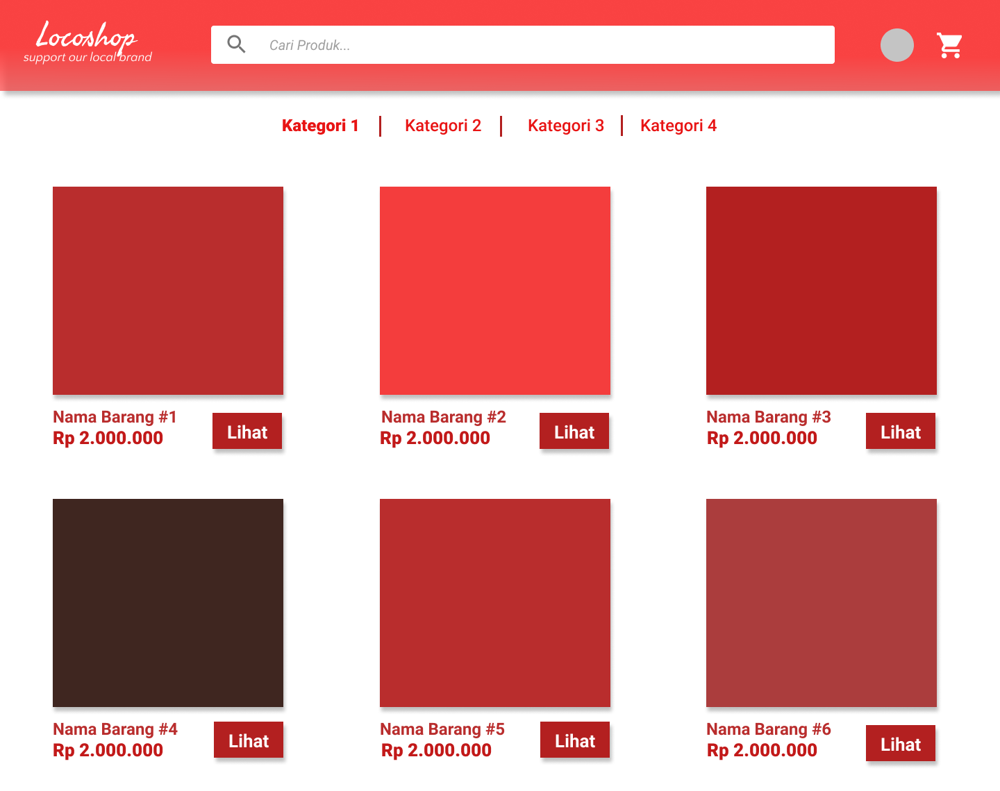 Locoshop
support our local brand
Cari Produk...
Kategori 1 Kategori 2 Kategori 3 Kategori 4
Nama Barang #1
Rp 2.000.000
Lihat
Nama Barang #2
Rp 2.000.000
Lihat
Nama Barang #3
Rp 2.000.000
Lihat
Nama Barang #4
Rp 2.000.000
Lihat
Nama Barang #5
Rp 2.000.000
Lihat
Nama Barang #6
Rp 2.000.000
Lihat